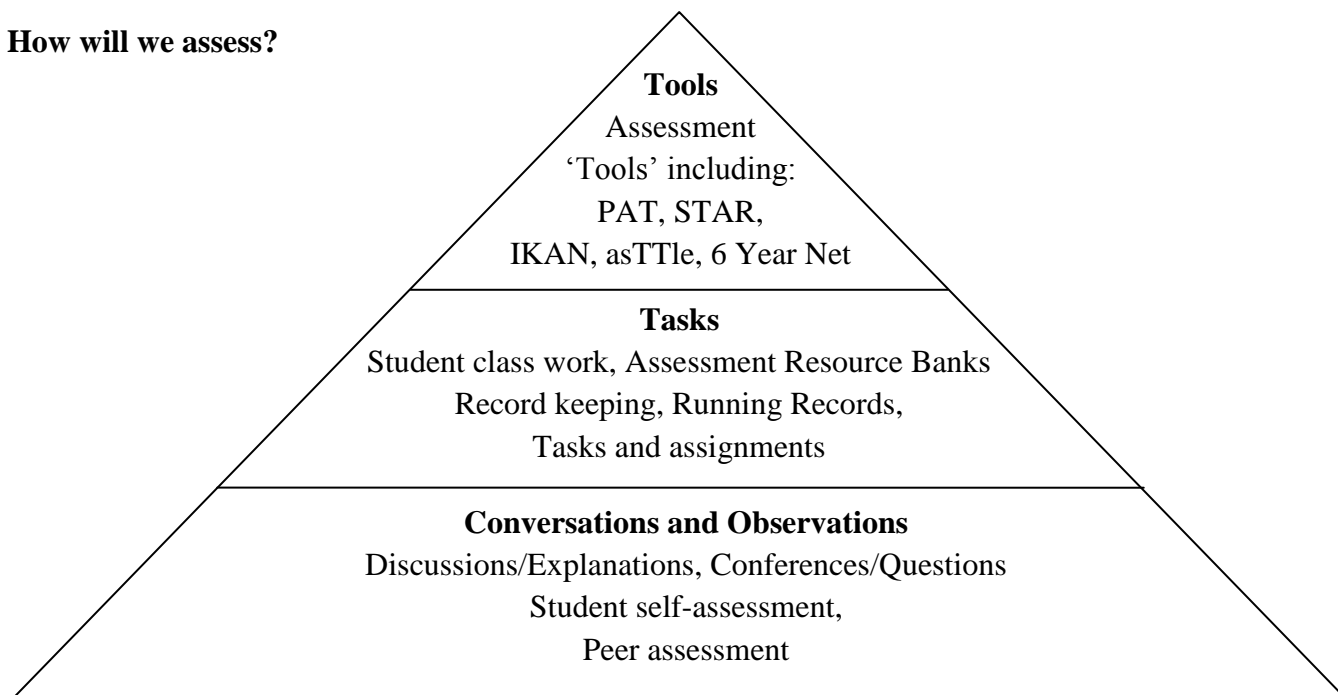 How will we assess?
Tools
Assessment
‘Tools’ including:
PAT, STAR,
IKAN, asTTle, 6 Year Net
Tasks
Student class work, Assessment Resource Banks
Record keeping, Running Records,
Tasks and assignments
Conversations and Observations
Discussions/Explanations, Conferences/Questions
Student self-assessment,
Peer assessment